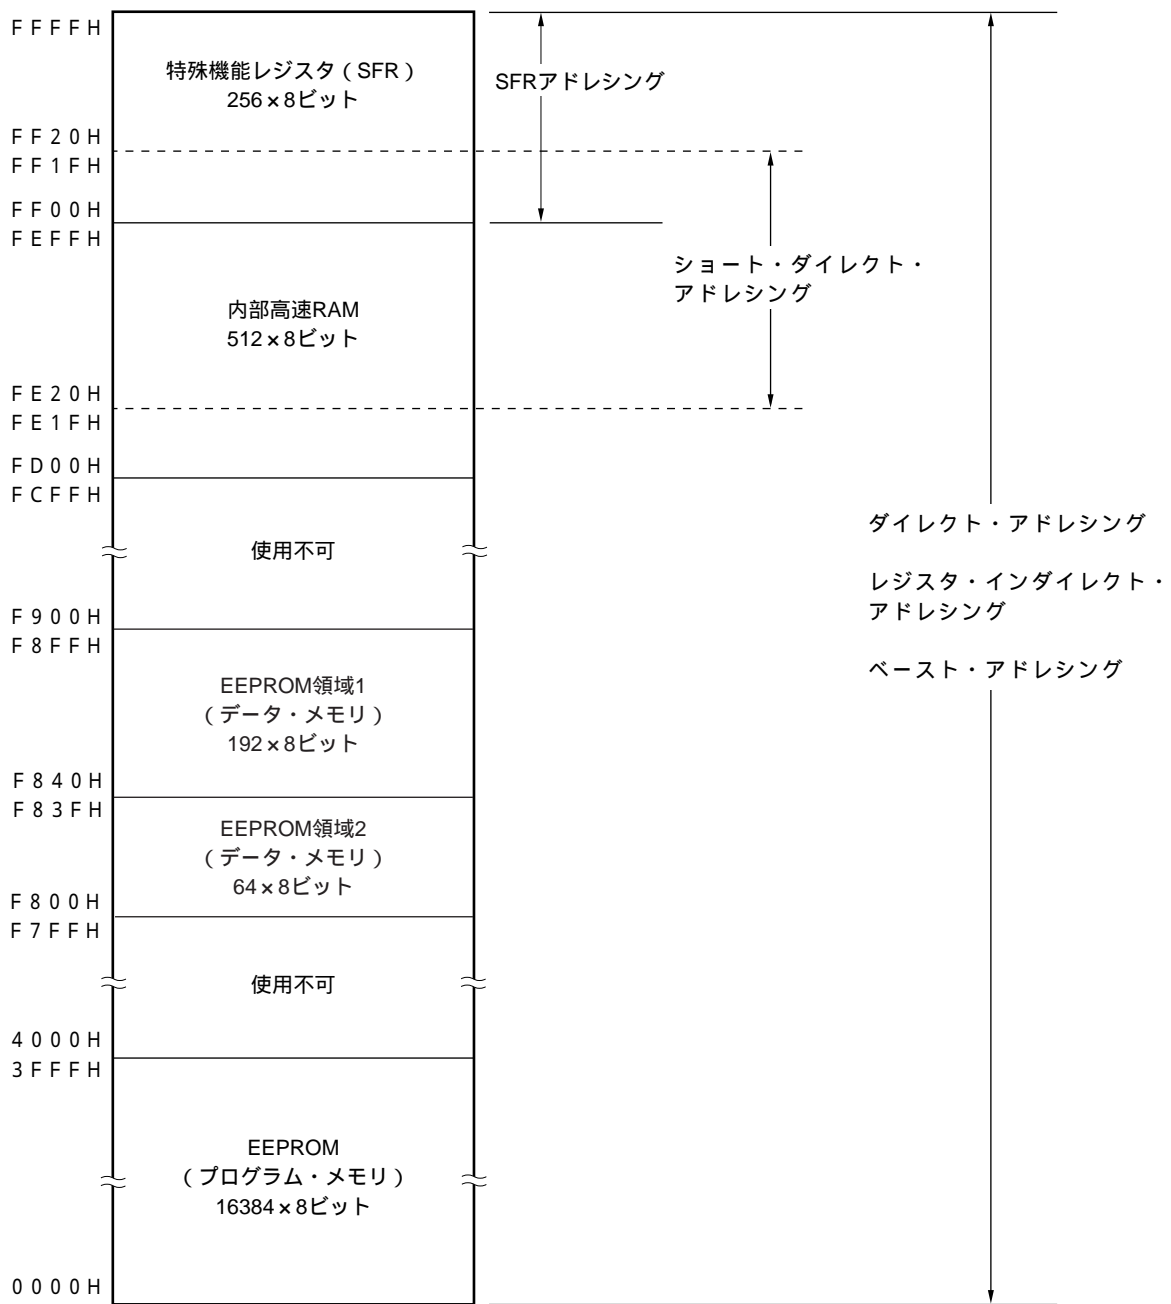 FFFFH
特殊機能レジスタ（SFR）
256×8ビット
SFRアドレシング
FF20H
FF1FH
FF00H
FEFFH
ショート・ダイレクト・
アドレシング
内部高速RAM
512×8ビット
FE20H
FE1FH
FD00H
FCFFH
ダイレクト・アドレシング
使用不可
レジスタ・インダイレクト・
アドレシング
F900H
F8FFH
ベースト・アドレシング
EEPROM領域1
（データ・メモリ）
192×8ビット
F840H
F83FH
EEPROM領域2
（データ・メモリ）
64×8ビット
F800H
F7FFH
使用不可
4000H
3FFFH
EEPROM
（プログラム・メモリ）
16384×8ビット
0000H